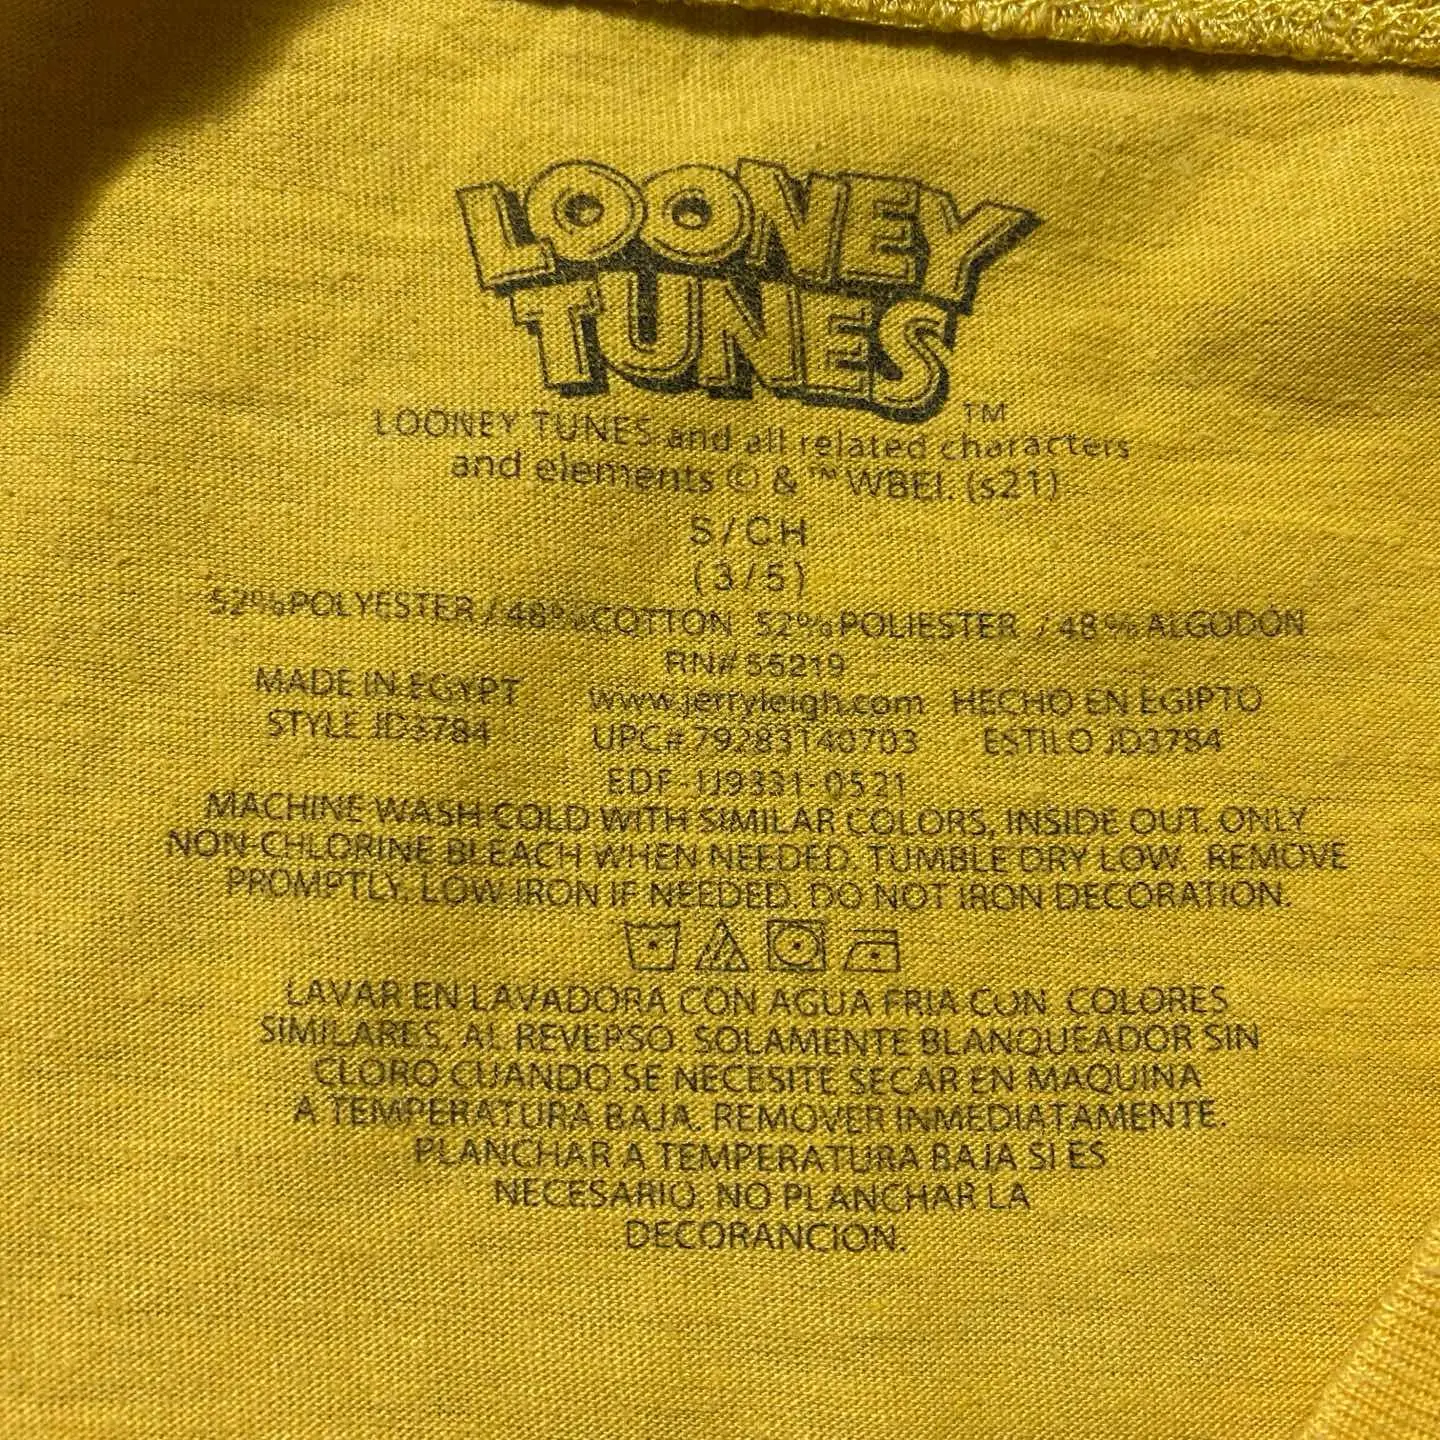 LOONEY
TUNES
TM
LOONEY TUNES and all related characters
and elements © & ™ WBEI. (s21)
S/CH
(3/5)
52%POLYESTER / 48%COTTON 52%POLIESTER / 48%ALGODÓN
RN# 55219
MADE IN EGYPT www.jerryleigh.com HECHO EN EGIPTO
STYLE JD3784 UPC# 79283140703 ESTILO JD3784
EDF-IJ9331-0521
MACHINE WASH COLD WITH SIMILAR COLORS, INSIDE OUT. ONLY
NON-CHLORINE BLEACH WHEN NEEDED. TUMBLE DRY LOW. REMOVE
PROMPTLY. LOW IRON IF NEEDED. DO NOT IRON DECORATION.
LAVAR EN LAVADORA CON AGUA FRIA CON COLORES
SIMILARES, AL REVERSO. SOLAMENTE BLANQUEADOR SIN
CLORO CUANDO SE NECESITE SECAR EN MAQUINA
A TEMPERATURA BAJA. REMOVER INMEDIATAMENTE.
PLANCHAR A TEMPERATURA BAJA SI ES
NECESARIO. NO PLANCHAR LA
DECORANCION.